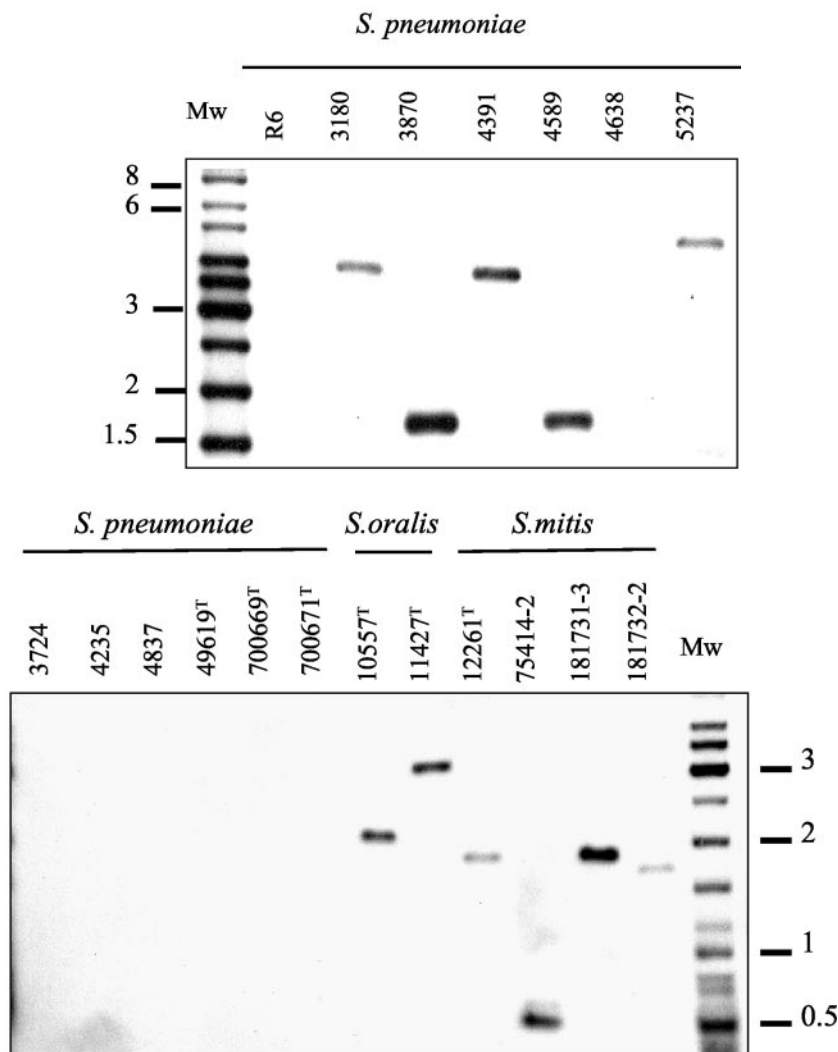 S. pneumoniae
Mw R6 3180 3870 4391 4589 4638 5237
8
6
3
2
1.5
S. pneumoniae S.oralis S.mitis
3724 4235 4837 49619ᵀ 700669ᵀ 700671ᵀ 10557ᵀ 11427ᵀ 12261ᵀ 75414-2 181731-3 181732-2 Mw
3
2
1
0.5